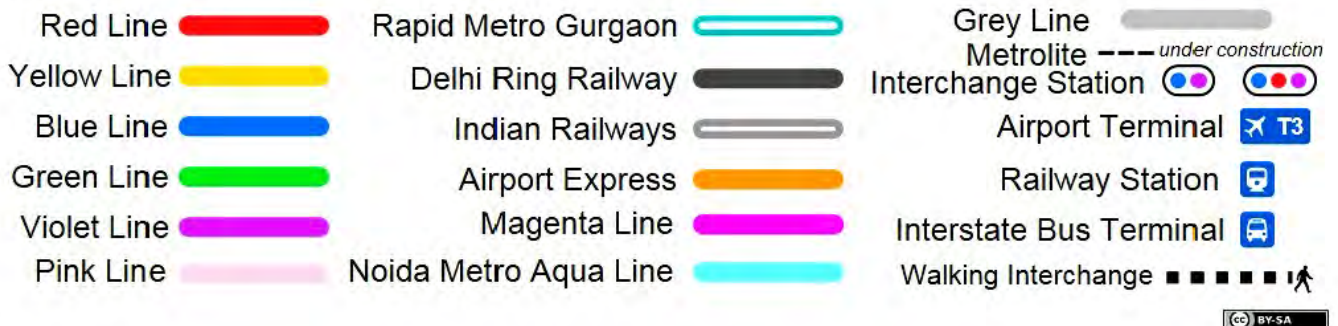 Red Line
Yellow Line
Blue Line
Green Line
Violet Line
Pink Line
Rapid Metro Gurgaon
Delhi Ring Railway
Indian Railways
Airport Express
Magenta Line
Noida Metro Aqua Line
Grey Line
Metrolite under construction
Interchange Station
Airport Terminal T3
Railway Station
Interstate Bus Terminal
Walking Interchange
cc BY-SA